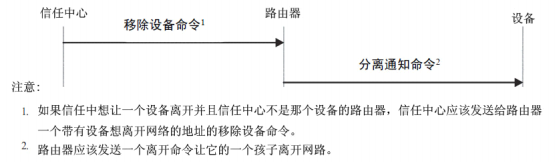 信任中心 路由器 设备
移除设备命令1
分离通知命令2
注意：
1. 如果信任中想让一个设备离开并且信任中心不是那个设备的路由器，信任中心应该发送给路由器
一个带有设备想离开网络的地址的移除设备命令。
2. 路由器应该发送一个离开命令让它的一个孩子离开网路。